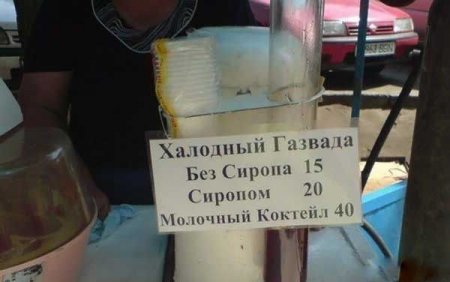 Халодный Газвада
Без Сиропа 15
Сиропом 20
Молочный Коктейл 40